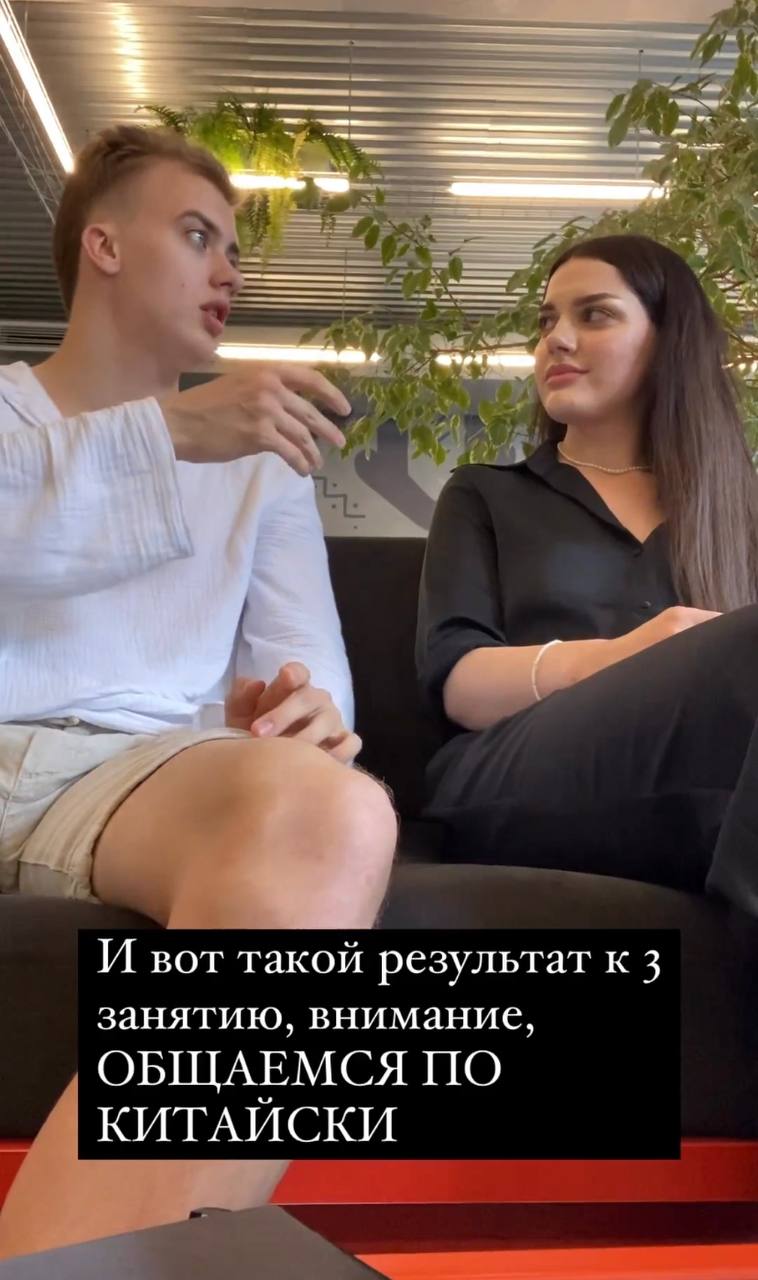 И вот такой результат к 3
занятию, внимание,
ОБЩАЕМСЯ ПО
КИТАЙСКИ